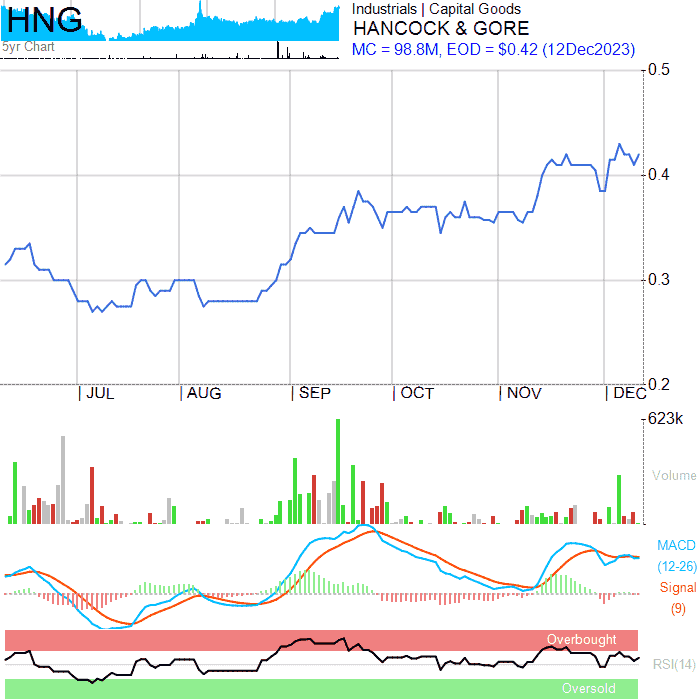 HNG
5yr Chart
Industrials | Capital Goods
HANCOCK & GORE
MC = 98.8M, EOD = $0.42 (12Dec2023)
0.5
0.4
0.3
0.2
| JUL | AUG | SEP | OCT | NOV | DEC
623k
Volume
MACD
(12-26)
Signal
(9)
Overbought
RSI(14)
Oversold